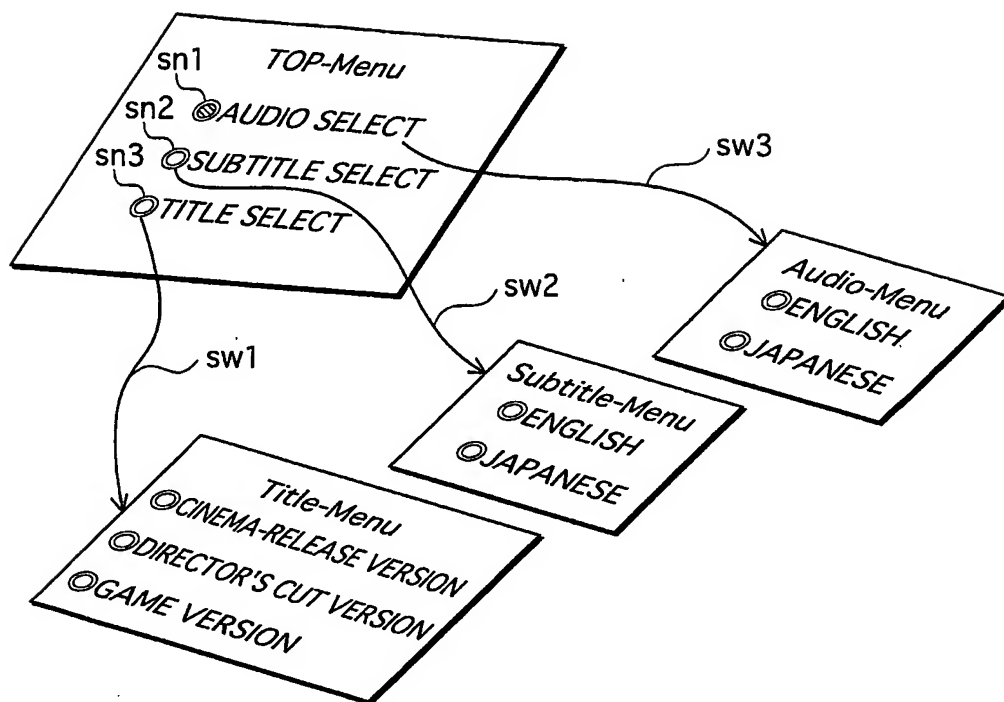 TOP-Menu
sn1
AUDIO SELECT
sn2
SUBTITLE SELECT
sn3
TITLE SELECT
sw3
sw2
sw1
Audio-Menu
ENGLISH
JAPANESE
Subtitle-Menu
ENGLISH
JAPANESE
Title-Menu
CINEMA-RELEASE VERSION
DIRECTOR'S CUT VERSION
GAME VERSION